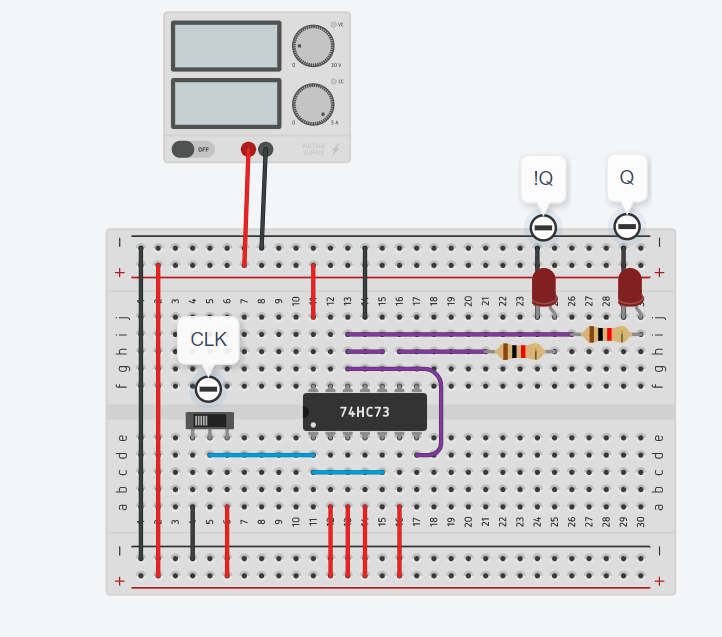 VC
0
30 V
CC
0
5 A
OFF
VOLTAGE
SUPPLY
!Q
Q
− −
+ +
1 2 3 4 5 6 7 8 9 10 11 12 13 14 15 16 17 18 19 20 21 22 23 24 25 26 27 28 29 30
j j
i i
CLK
h h
g g
f f
74HC73
e e
d d
c c
b b
a a
1 2 3 4 5 6 7 8 9 10 11 12 13 14 15 16 17 18 19 20 21 22 23 24 25 26 27 28 29 30
− −
+ +